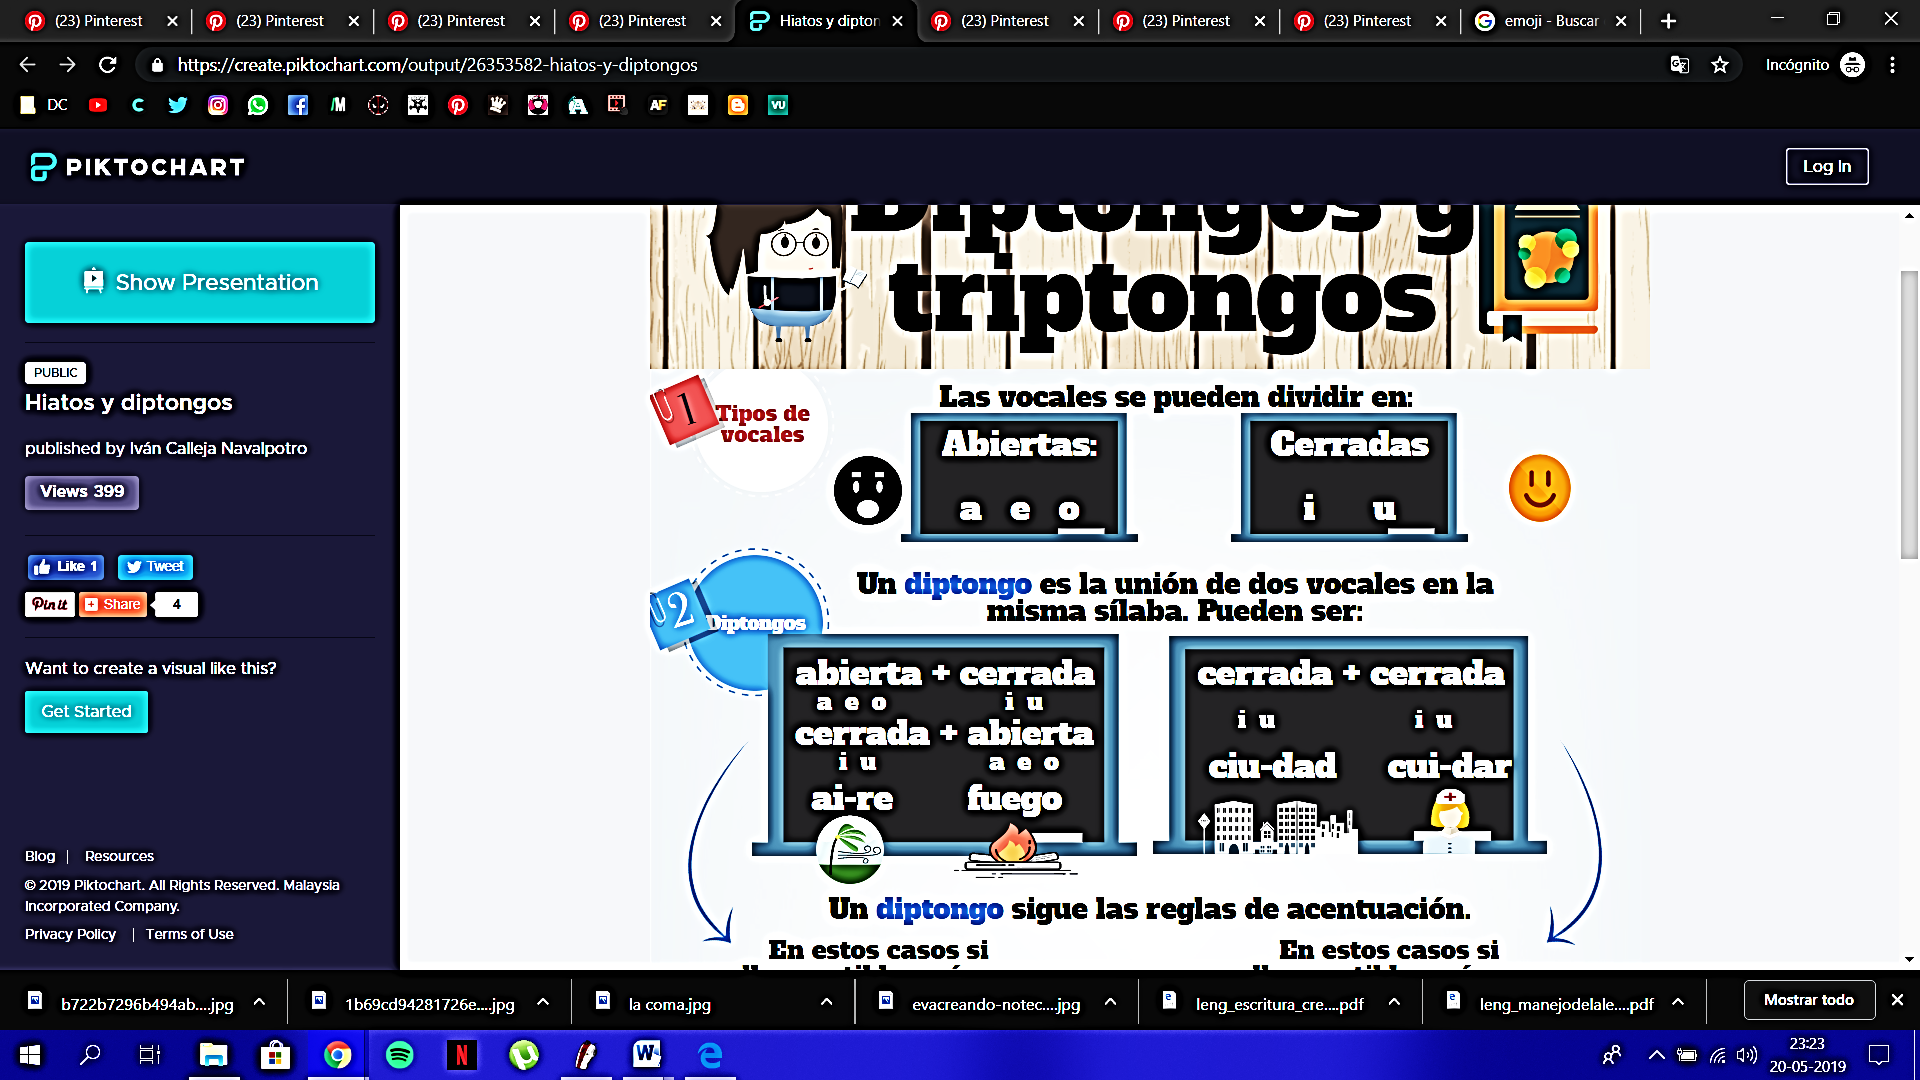 (23) Pinterest
(23) Pinterest
(23) Pinterest
(23) Pinterest
Hiatos y dipton
(23) Pinterest
(23) Pinterest
(23) Pinterest
emoji - Buscar
https://create.piktochart.com/output/26353582-hiatos-y-diptongos
Incógnito
DC
AF
VU
PIKTOCHART
Log In
Show Presentation
PUBLIC
Hiatos y diptongos
published by Iván Calleja Navalpotro
Views 399
Like 1
Tweet
Pin it
Share
4
Want to create a visual like this?
Get Started
Blog | Resources
© 2019 Piktochart. All Rights Reserved. Malaysia
Incorporated Company.
Privacy Policy | Terms of Use
Diptongos y
triptongos
1
Tipos de
vocales
Las vocales se pueden dividir en:
Abiertas:
a e o
Cerradas
i u
2
Diptongos
Un diptongo es la unión de dos vocales en la
misma sílaba. Pueden ser:
abierta + cerrada
a e o i u
cerrada + abierta
i u a e o
ai-re fuego
cerrada + cerrada
i u i u
ciu-dad cui-dar
Un diptongo sigue las reglas de acentuación.
En estos casos si
En estos casos si
b722b7296b494ab....jpg
1b69cd94281726e....jpg
la coma.jpg
evacreando-notec....jpg
leng_escritura_cre....pdf
leng_manejodelale....pdf
Mostrar todo
23:23
20-05-2019